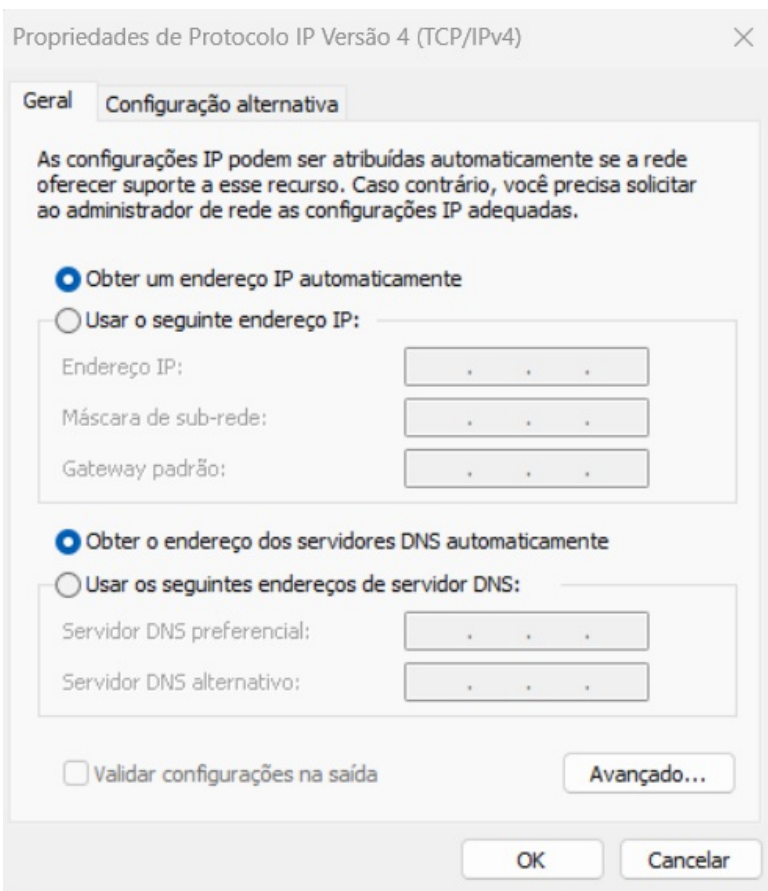 Propriedades de Protocolo IP Versão 4 (TCP/IPv4)
Geral
Configuração alternativa
As configurações IP podem ser atribuídas automaticamente se a rede
oferecer suporte a esse recurso. Caso contrário, você precisa solicitar
ao administrador de rede as configurações IP adequadas.
Obter um endereço IP automaticamente
Usar o seguinte endereço IP:
Endereço IP:
Máscara de sub-rede:
Gateway padrão:
Obter o endereço dos servidores DNS automaticamente
Usar os seguintes endereços de servidor DNS:
Servidor DNS preferencial:
Servidor DNS alternativo:
Validar configurações na saída
Avançado...
OK
Cancelar